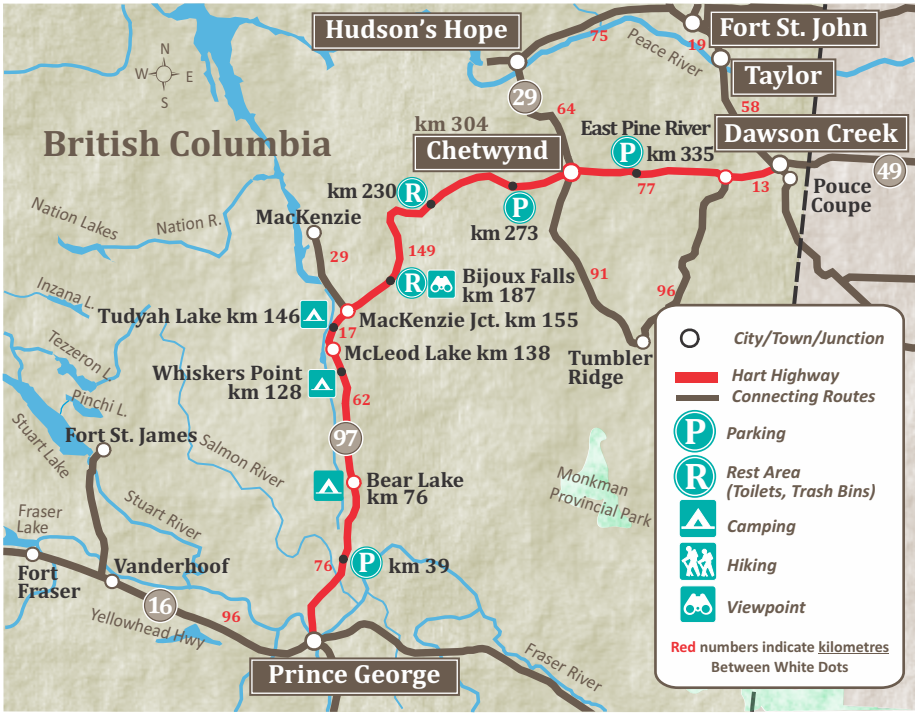 Hudson's Hope
75
Fort St. John
19
Peace River
Taylor
N
W
E
S
29
64
58
British Columbia
km 304
Chetwynd
East Pine River
km 335
Dawson Creek
49
77
13
Pouce
Coupe
km 230
km 273
Nation Lakes
Nation R.
MacKenzie
29
149
Bijoux Falls
km 187
91
96
Inzana L.
Tudyah Lake km 146
MacKenzie Jct. km 155
17
McLeod Lake km 138
Tezzeron L.
Whiskers Point
km 128
Tumbler
Ridge
62
Pinchi L.
Stuart Lake
Fort St. James
Salmon River
97
Bear Lake
km 76
Monkman
Provincial Park
Stuart River
Fraser
Lake
Fort
Fraser
Vanderhoof
76
P
km 39
16
96
Yellowhead Hwy
Prince George
Fraser River
R
P
P
R
City/Town/Junction
Hart Highway
Connecting Routes
P
Parking
R
Rest Area
(Toilets, Trash Bins)
Camping
Hiking
Viewpoint
Red numbers indicate kilometres
Between White Dots